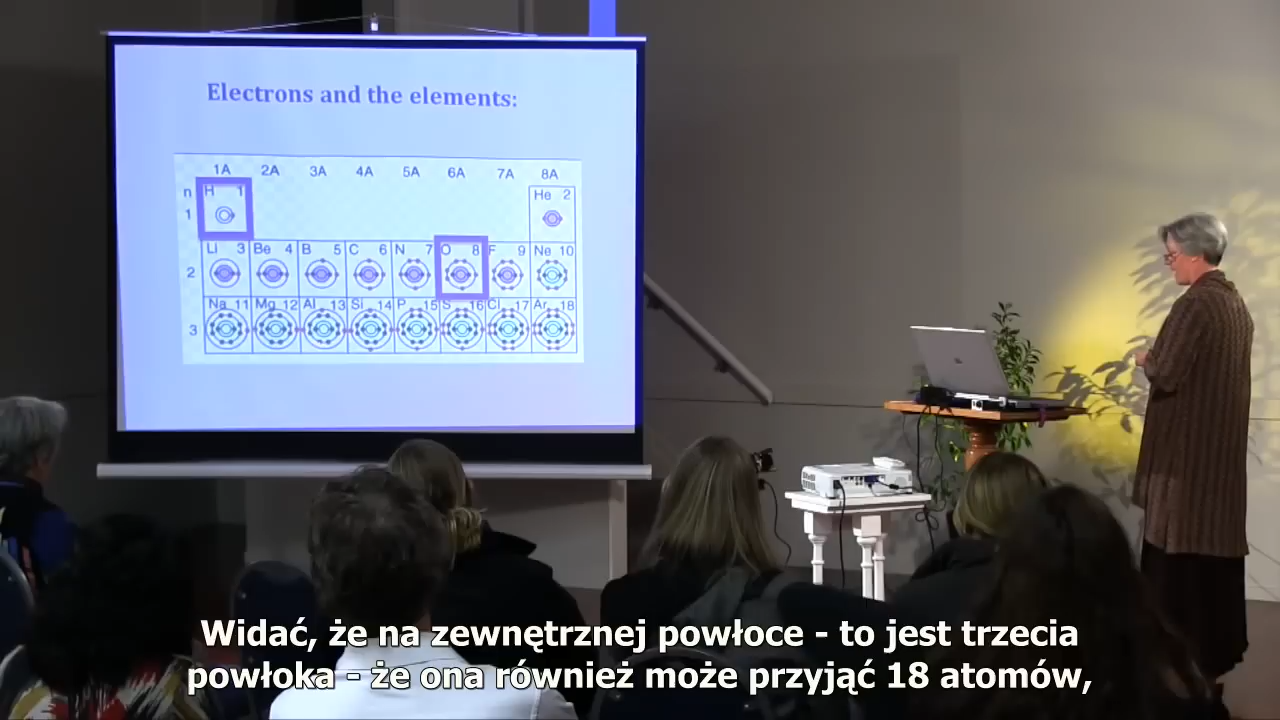 Electrons and the elements:
1A 2A 3A 4A 5A 6A 7A 8A
n H 1 He 2
1
Li 3 Be 4 B 5 C 6 N 7 O 8 F 9 Ne 10
2
Na 11 Mg 12 Al 13 Si 14 P 15 S 16 Cl 17 Ar 18
3
Widać, że na zewnętrznej powłoce - to jest trzecia
powłoka - że ona również może przyjąć 18 atomów,